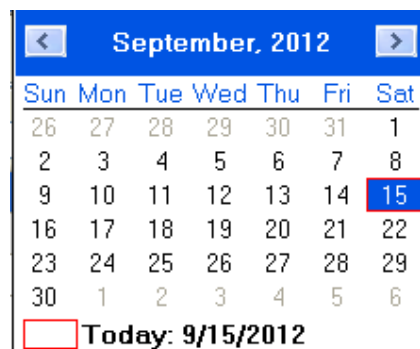 September, 2012
Sun Mon Tue Wed Thu Fri Sat
26 27 28 29 30 31 1
2 3 4 5 6 7 8
9 10 11 12 13 14 15
16 17 18 19 20 21 22
23 24 25 26 27 28 29
30 1 2 3 4 5 6
Today: 9/15/2012